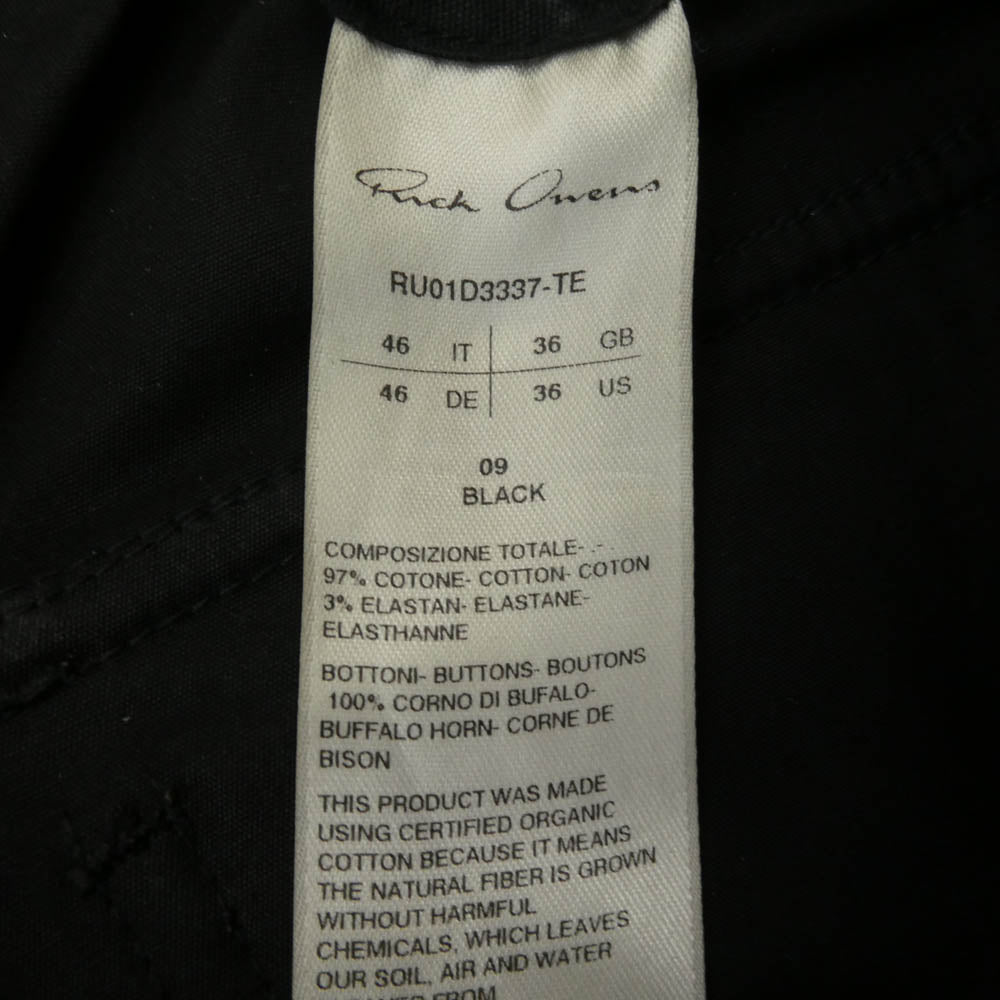 Rick Owens
RU01D3337-TE
46 IT 36 GB
46 DE 36 US
09
BLACK
COMPOSIZIONE TOTALE- .-
97% COTONE- COTTON- COTON
3% ELASTAN- ELASTANE-
ELASTHANNE
BOTTONI- BUTTONS- BOUTONS
100% CORNO DI BUFALO-
BUFFALO HORN- CORNE DE
BISON
THIS PRODUCT WAS MADE
USING CERTIFIED ORGANIC
COTTON BECAUSE IT MEANS
THE NATURAL FIBER IS GROWN
WITHOUT HARMFUL
CHEMICALS, WHICH LEAVES
OUR SOIL, AIR AND WATER
FROM